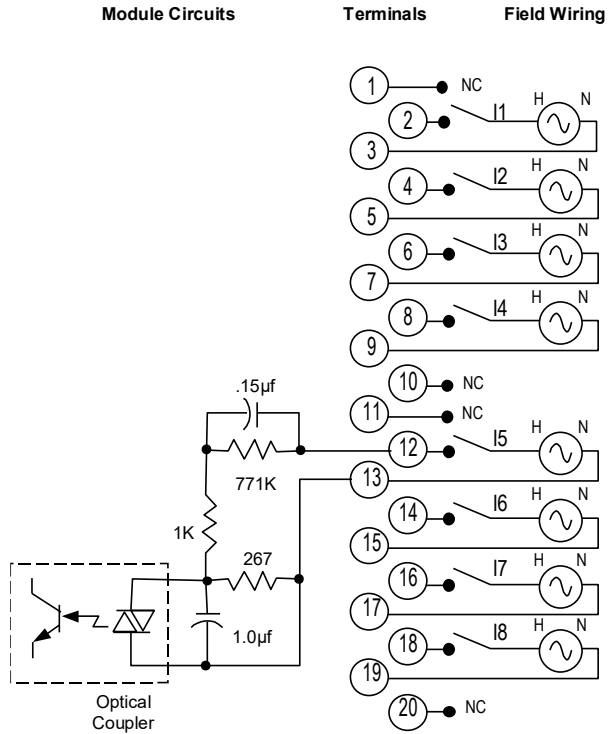 Module Circuits
Terminals
Field Wiring
1
NC
H
N
2
I1
3
H
N
4
I2
5
H
N
6
I3
7
H
N
8
I4
9
10
NC
.15µf
11
NC
H
N
12
I5
771K
13
H
N
14
I6
1K
15
267
H
N
16
I7
17
1.0µf
H
N
18
I8
19
Optical
Coupler
20
NC